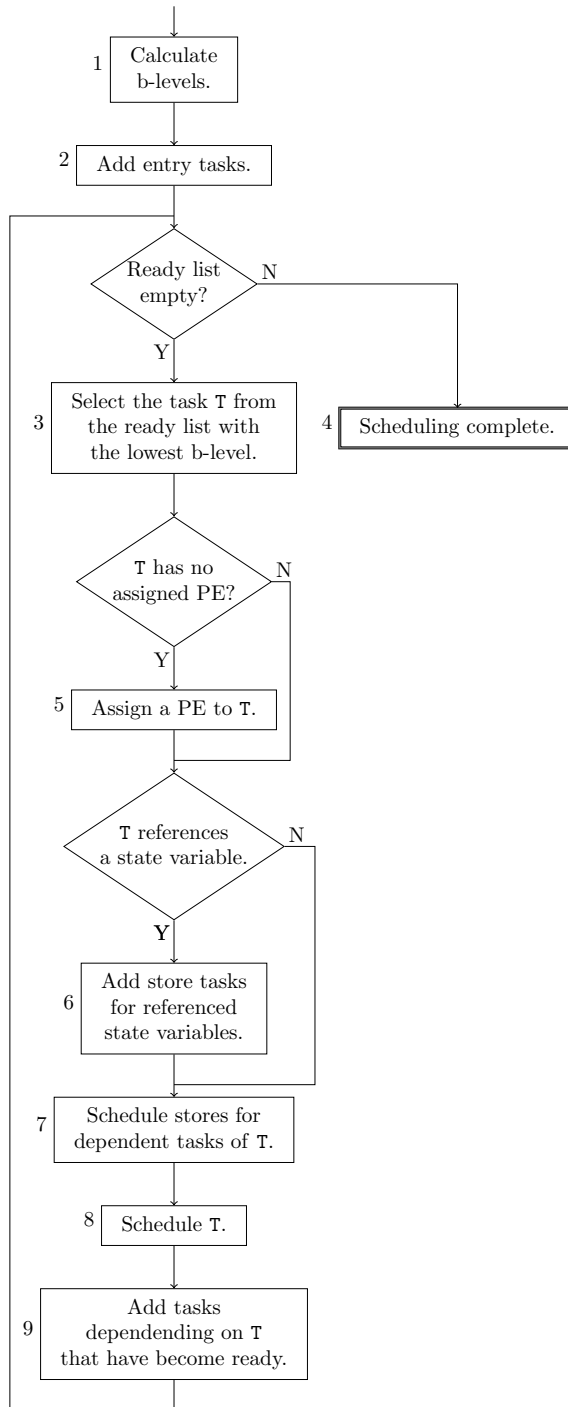 1
Calculate
b-levels.
2
Add entry tasks.
Ready list
empty?
N
Y
3
Select the task T from
the ready list with
the lowest b-level.
4
Scheduling complete.
T has no
assigned PE?
N
Y
5
Assign a PE to T.
T references
a state variable.
N
Y
6
Add store tasks
for referenced
state variables.
7
Schedule stores for
dependent tasks of T.
8
Schedule T.
9
Add tasks
dependending on T
that have become ready.